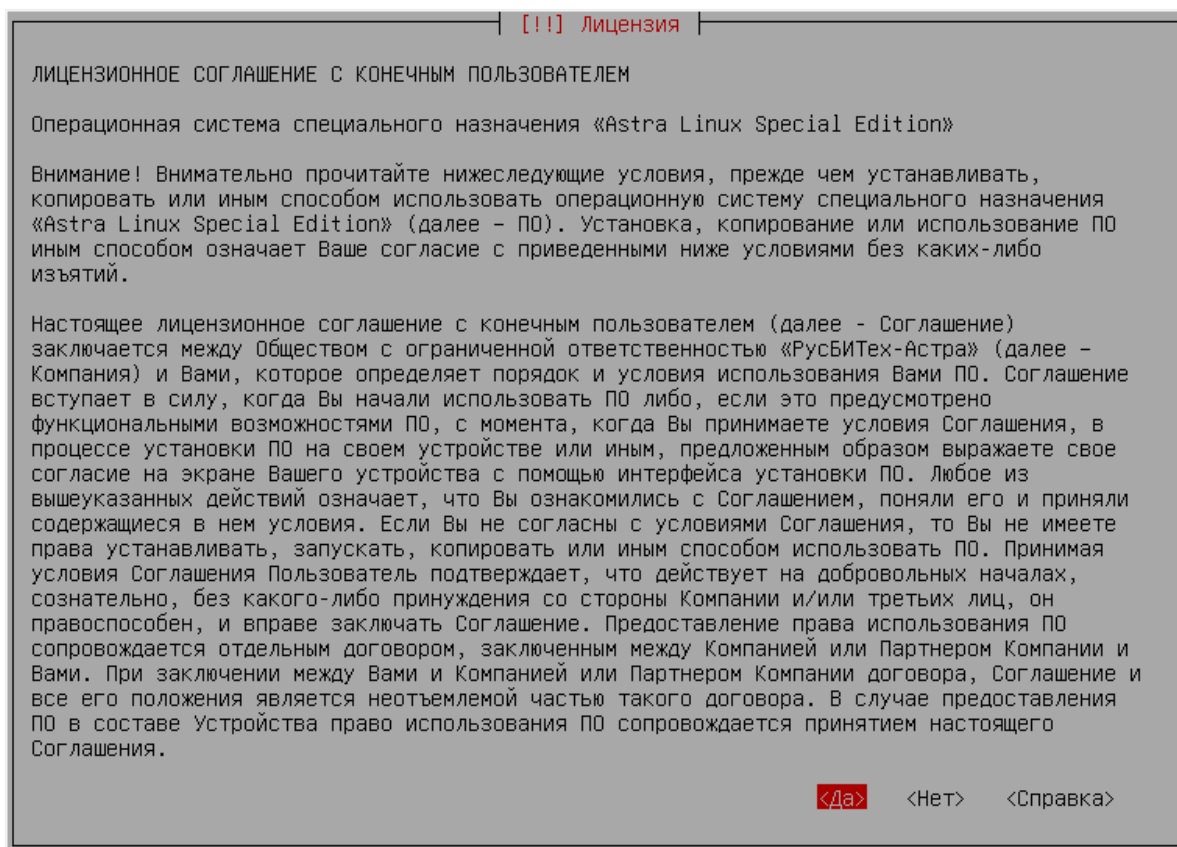 [!!] Лицензия
ЛИЦЕНЗИОННОЕ СОГЛАШЕНИЕ С КОНЕЧНЫМ ПОЛЬЗОВАТЕЛЕМ
Операционная система специального назначения «Astra Linux Special Edition»
Внимание! Внимательно прочитайте нижеследующие условия, прежде чем устанавливать,
копировать или иным способом использовать операционную систему специального назначения
«Astra Linux Special Edition» (далее – ПО). Установка, копирование или использование ПО
иным способом означает Ваше согласие с приведенными ниже условиями без каких-либо
изъятий.
Настоящее лицензионное соглашение с конечным пользователем (далее - Соглашение)
заключается между Обществом с ограниченной ответственностью «РусБИТех-Астра» (далее –
Компания) и Вами, которое определяет порядок и условия использования Вами ПО. Соглашение
вступает в силу, когда Вы начали использовать ПО либо, если это предусмотрено
функциональными возможностями ПО, с момента, когда Вы принимаете условия Соглашения, в
процессе установки ПО на своем устройстве или иным, предложенным образом выражаете свое
согласие на экране Вашего устройства с помощью интерфейса установки ПО. Любое из
вышеуказанных действий означает, что Вы ознакомились с Соглашением, поняли его и приняли
содержащиеся в нем условия. Если Вы не согласны с условиями Соглашения, то Вы не имеете
права устанавливать, запускать, копировать или иным способом использовать ПО. Принимая
условия Соглашения Пользователь подтверждает, что действует на добровольных началах,
сознательно, без какого-либо принуждения со стороны Компании и/или третьих лиц, он
правоспособен, и вправе заключать Соглашение. Предоставление права использования ПО
сопровождается отдельным договором, заключенным между Компанией или Партнером Компании и
Вами. При заключении между Вами и Компанией или Партнером Компании договора, Соглашение и
все его положения является неотъемлемой частью такого договора. В случае предоставления
ПО в составе Устройства право использования ПО сопровождается принятием настоящего
Соглашения.
<Да> <Нет> <Справка>